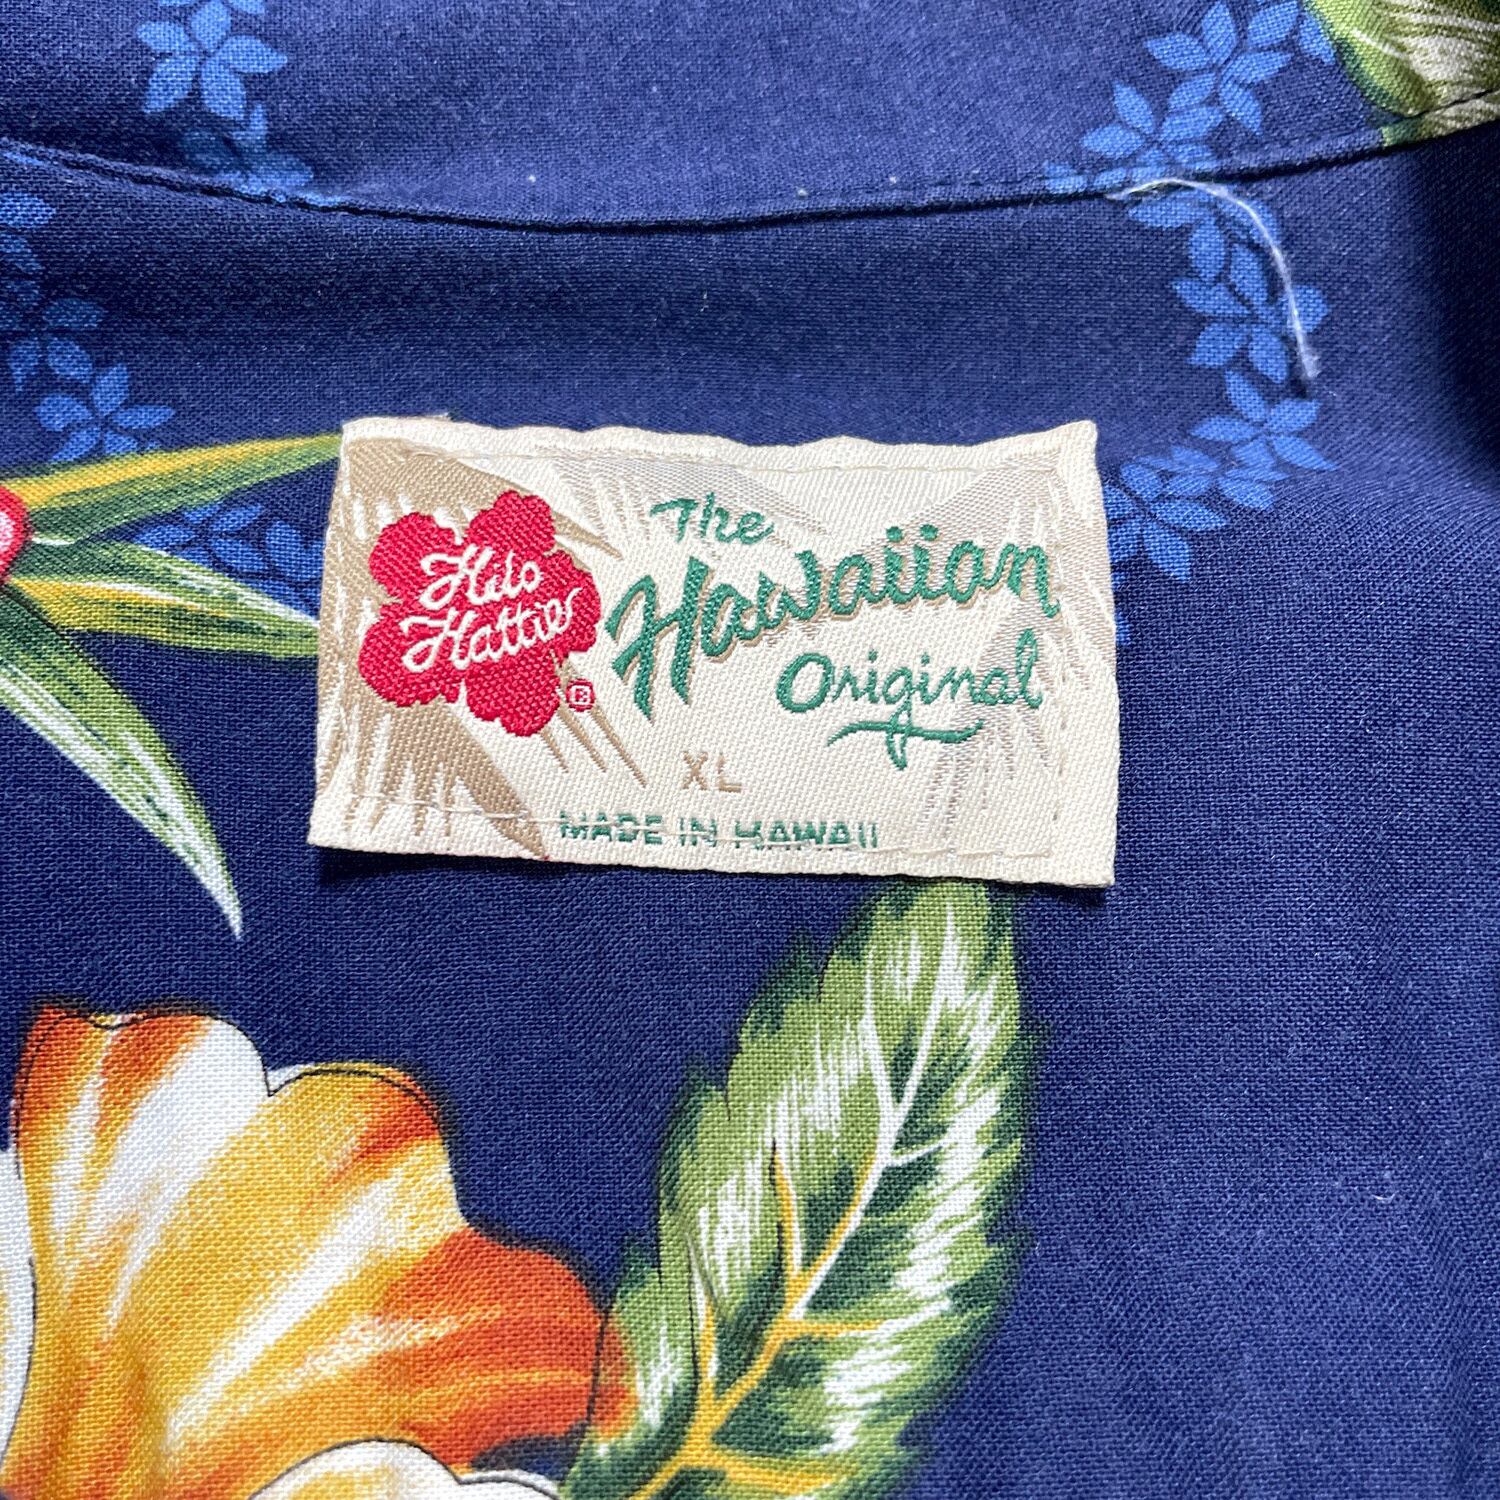 Hilo
Hattie
®
The
Hawaiian
Original
XL
MADE IN HAWAII